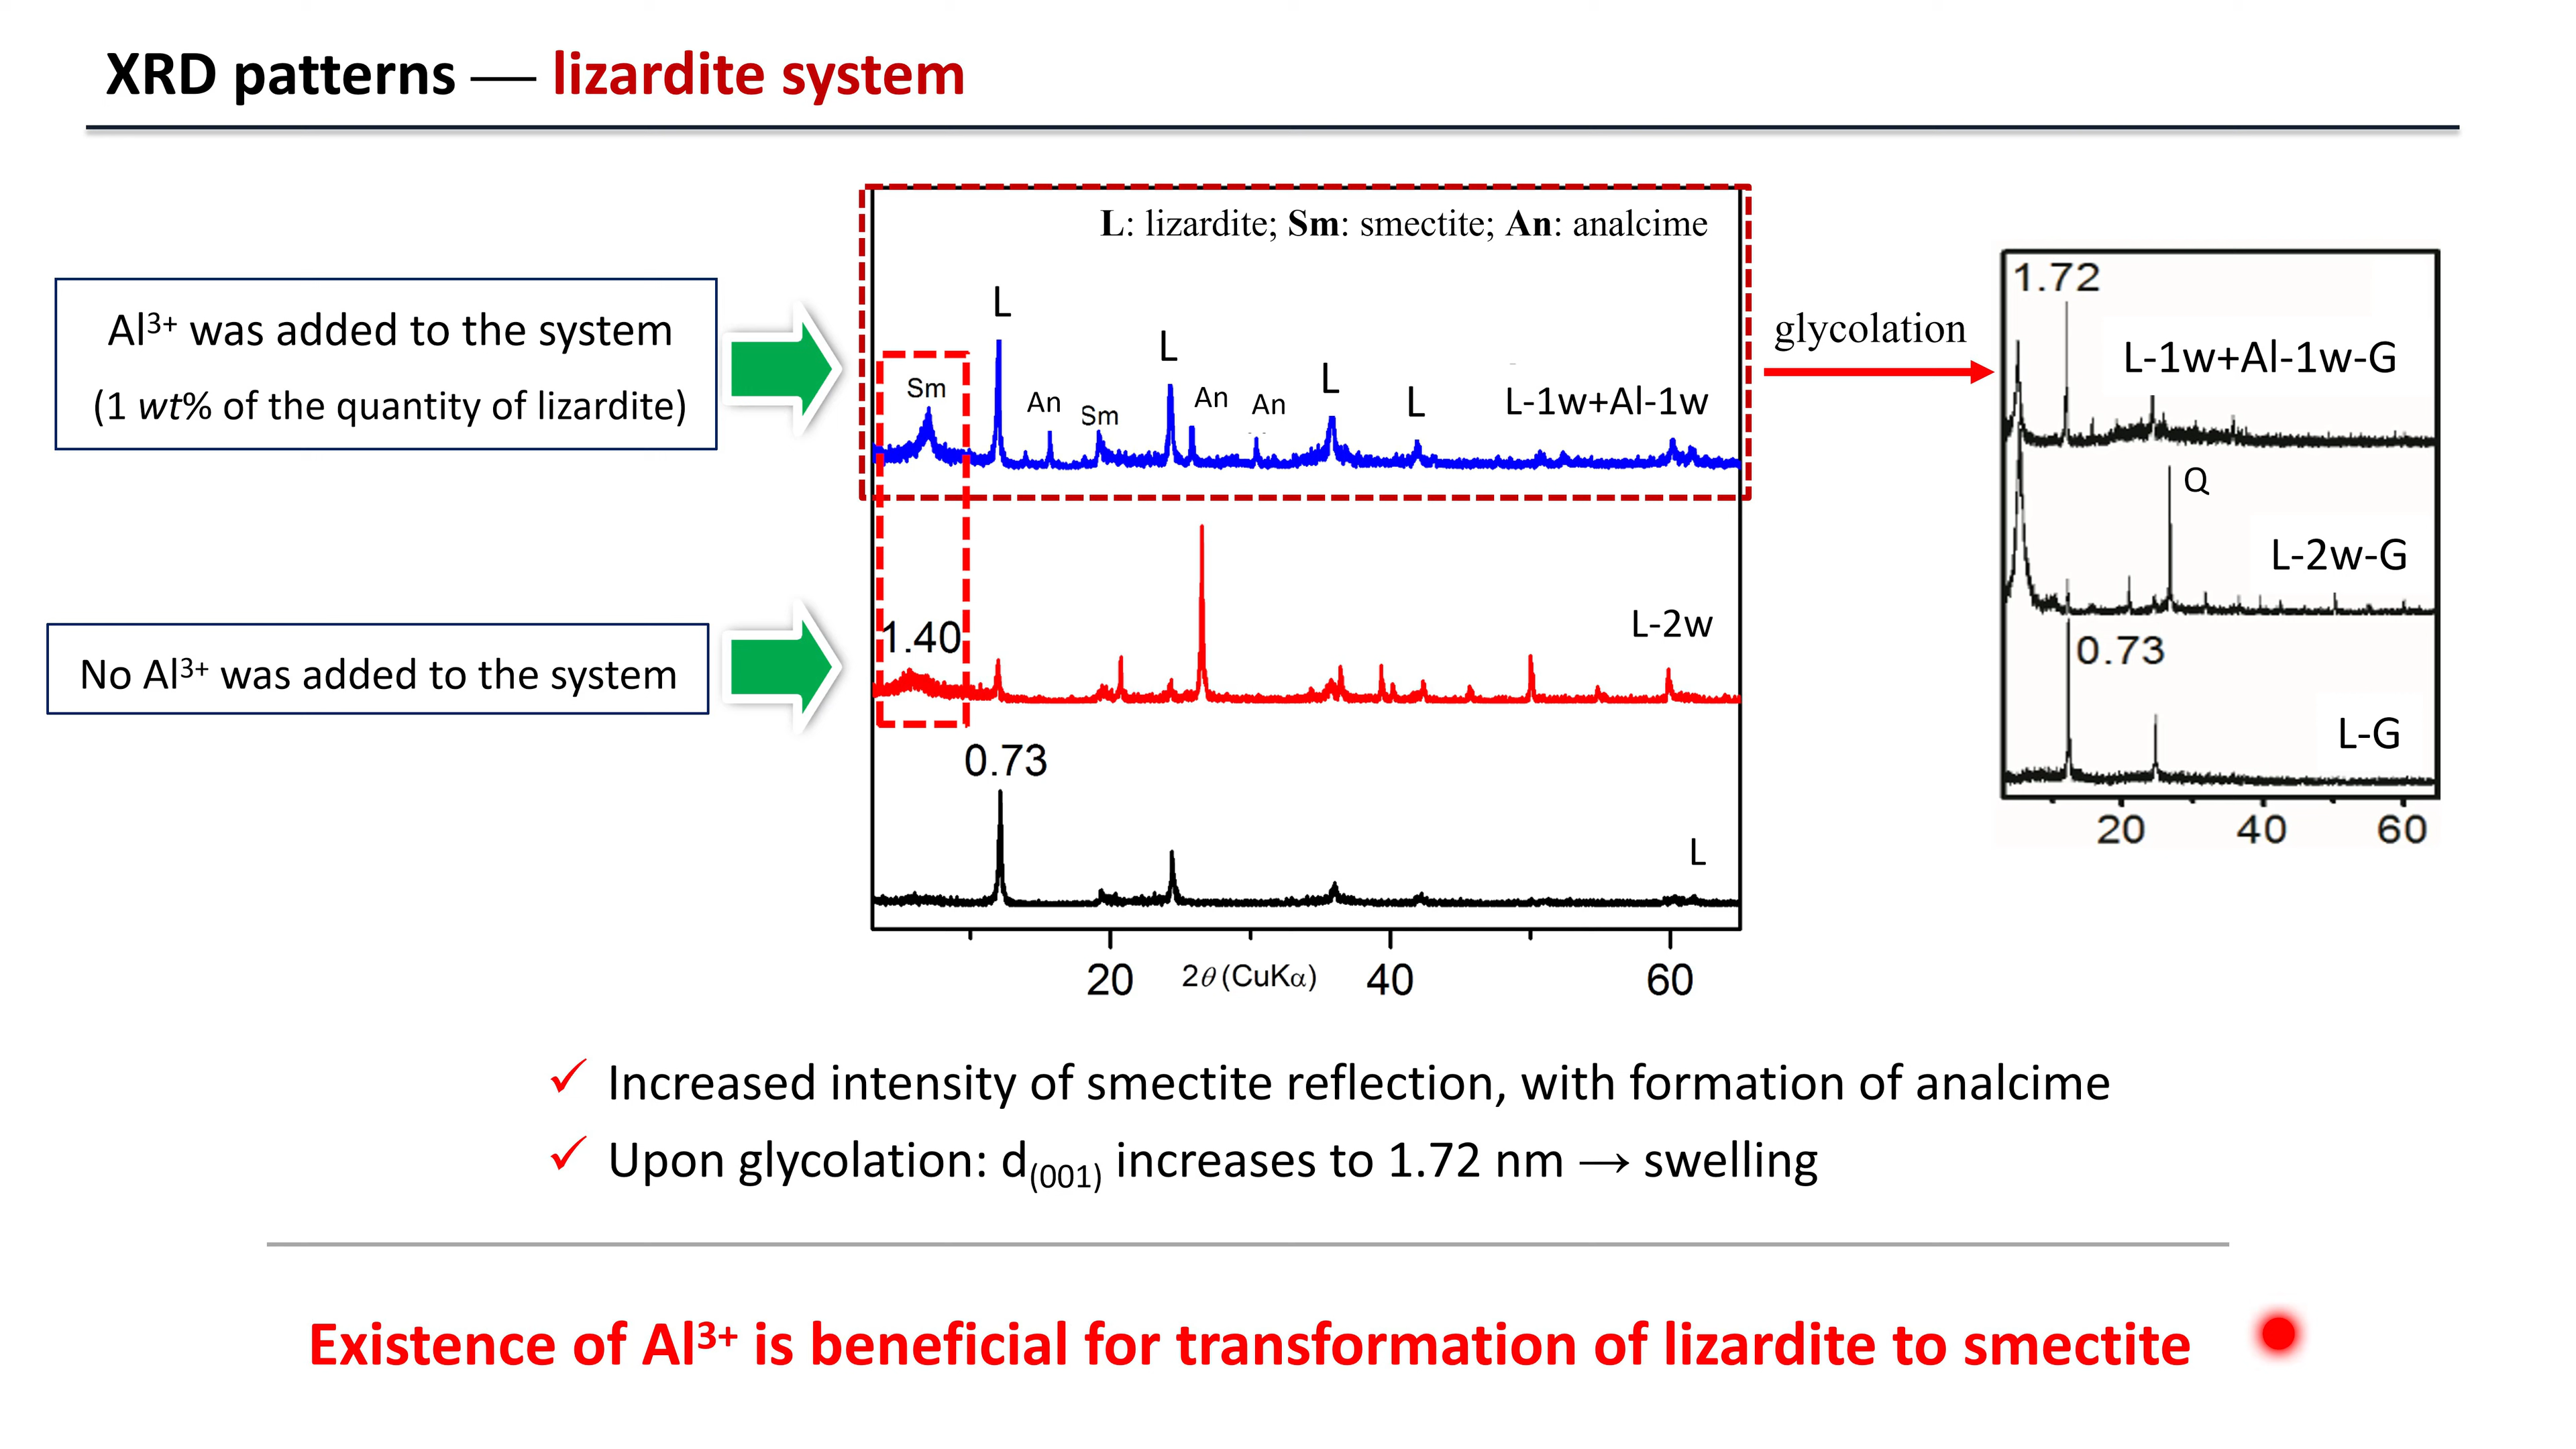 XRD patterns — lizardite system
Al³⁺ was added to the system
(1 wt% of the quantity of lizardite)
No Al³⁺ was added to the system
L: lizardite; Sm: smectite; An: analcime
L
L
L
L
Sm
An
Sm
An
An
L-1w+Al-1w
1.40
L-2w
0.73
L
20
2θ (CuKα)
40
60
glycolation
1.72
L-1w+Al-1w-G
Q
L-2w-G
0.73
L-G
20
40
60
✓ Increased intensity of smectite reflection, with formation of analcime
✓ Upon glycolation: d(001) increases to 1.72 nm → swelling
Existence of Al³⁺ is beneficial for transformation of lizardite to smectite